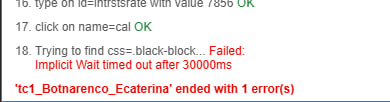 16. type on id=intrstsrate with value 7856 OK
17. click on name=cal OK
18. Trying to find css=.black-block... Failed:
Implicit Wait timed out after 30000ms
'tc1_Botnarenco_Ecaterina' ended with 1 error(s)